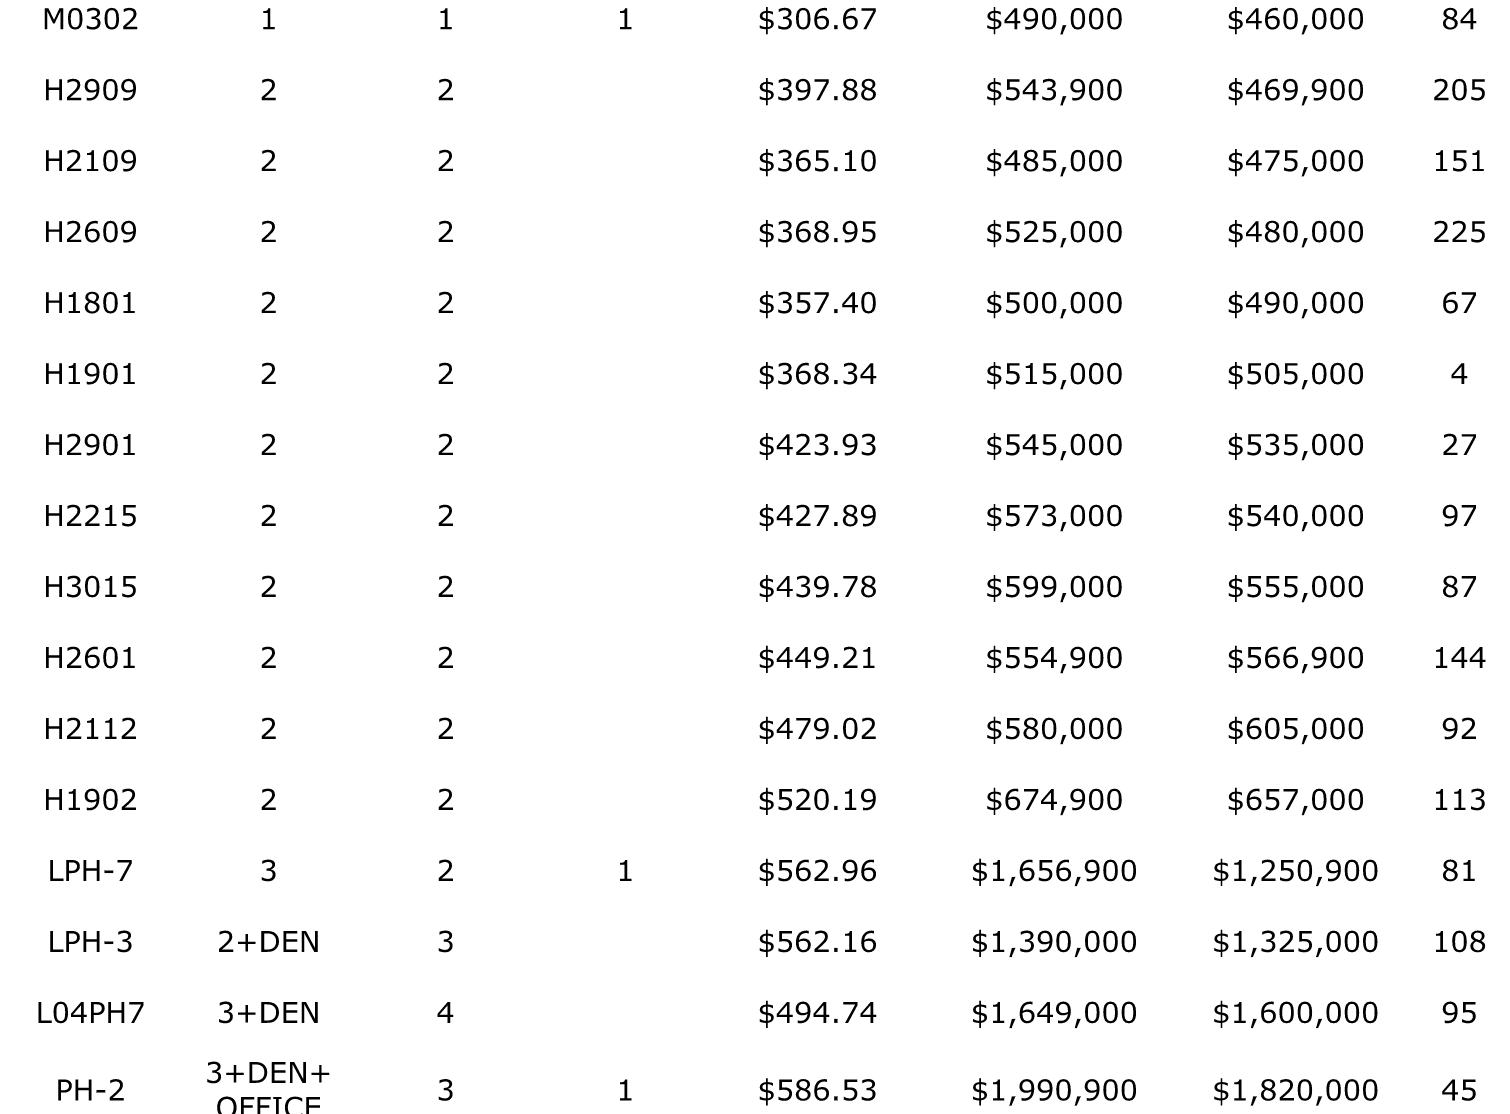 M0302 1 1 1 $306.67 $490,000 $460,000 84
H2909 2 2 $397.88 $543,900 $469,900 205
H2109 2 2 $365.10 $485,000 $475,000 151
H2609 2 2 $368.95 $525,000 $480,000 225
H1801 2 2 $357.40 $500,000 $490,000 67
H1901 2 2 $368.34 $515,000 $505,000 4
H2901 2 2 $423.93 $545,000 $535,000 27
H2215 2 2 $427.89 $573,000 $540,000 97
H3015 2 2 $439.78 $599,000 $555,000 87
H2601 2 2 $449.21 $554,900 $566,900 144
H2112 2 2 $479.02 $580,000 $605,000 92
H1902 2 2 $520.19 $674,900 $657,000 113
LPH-7 3 2 1 $562.96 $1,656,900 $1,250,900 81
LPH-3 2+DEN 3 $562.16 $1,390,000 $1,325,000 108
L04PH7 3+DEN 4 $494.74 $1,649,000 $1,600,000 95
PH-2 3+DEN+ 3 1 $586.53 $1,990,900 $1,820,000 45
OFFICE